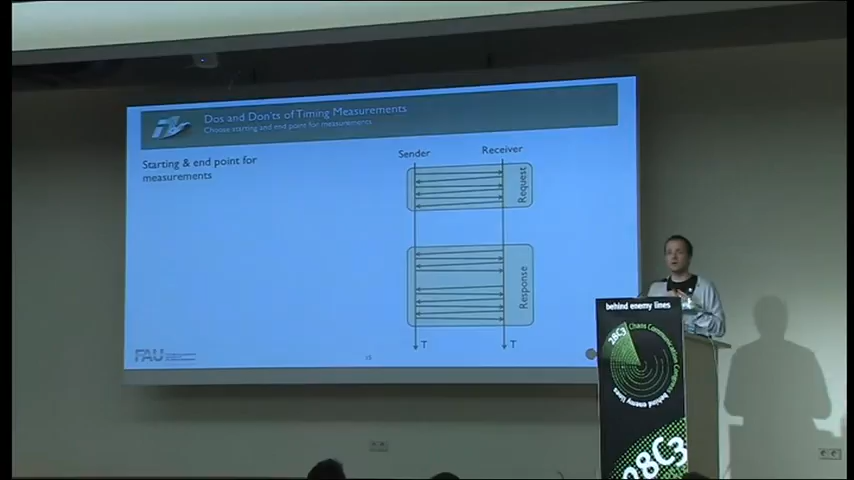 Dos and Don'ts of Timing Measurements
Choose starting and end point for measurements
Starting & end point for
measurements
Sender
Receiver
Request
Response
T
T
FAU
15
behind enemy lines
28C3
Chaos Communication Congress
behind enemy lines
28C3